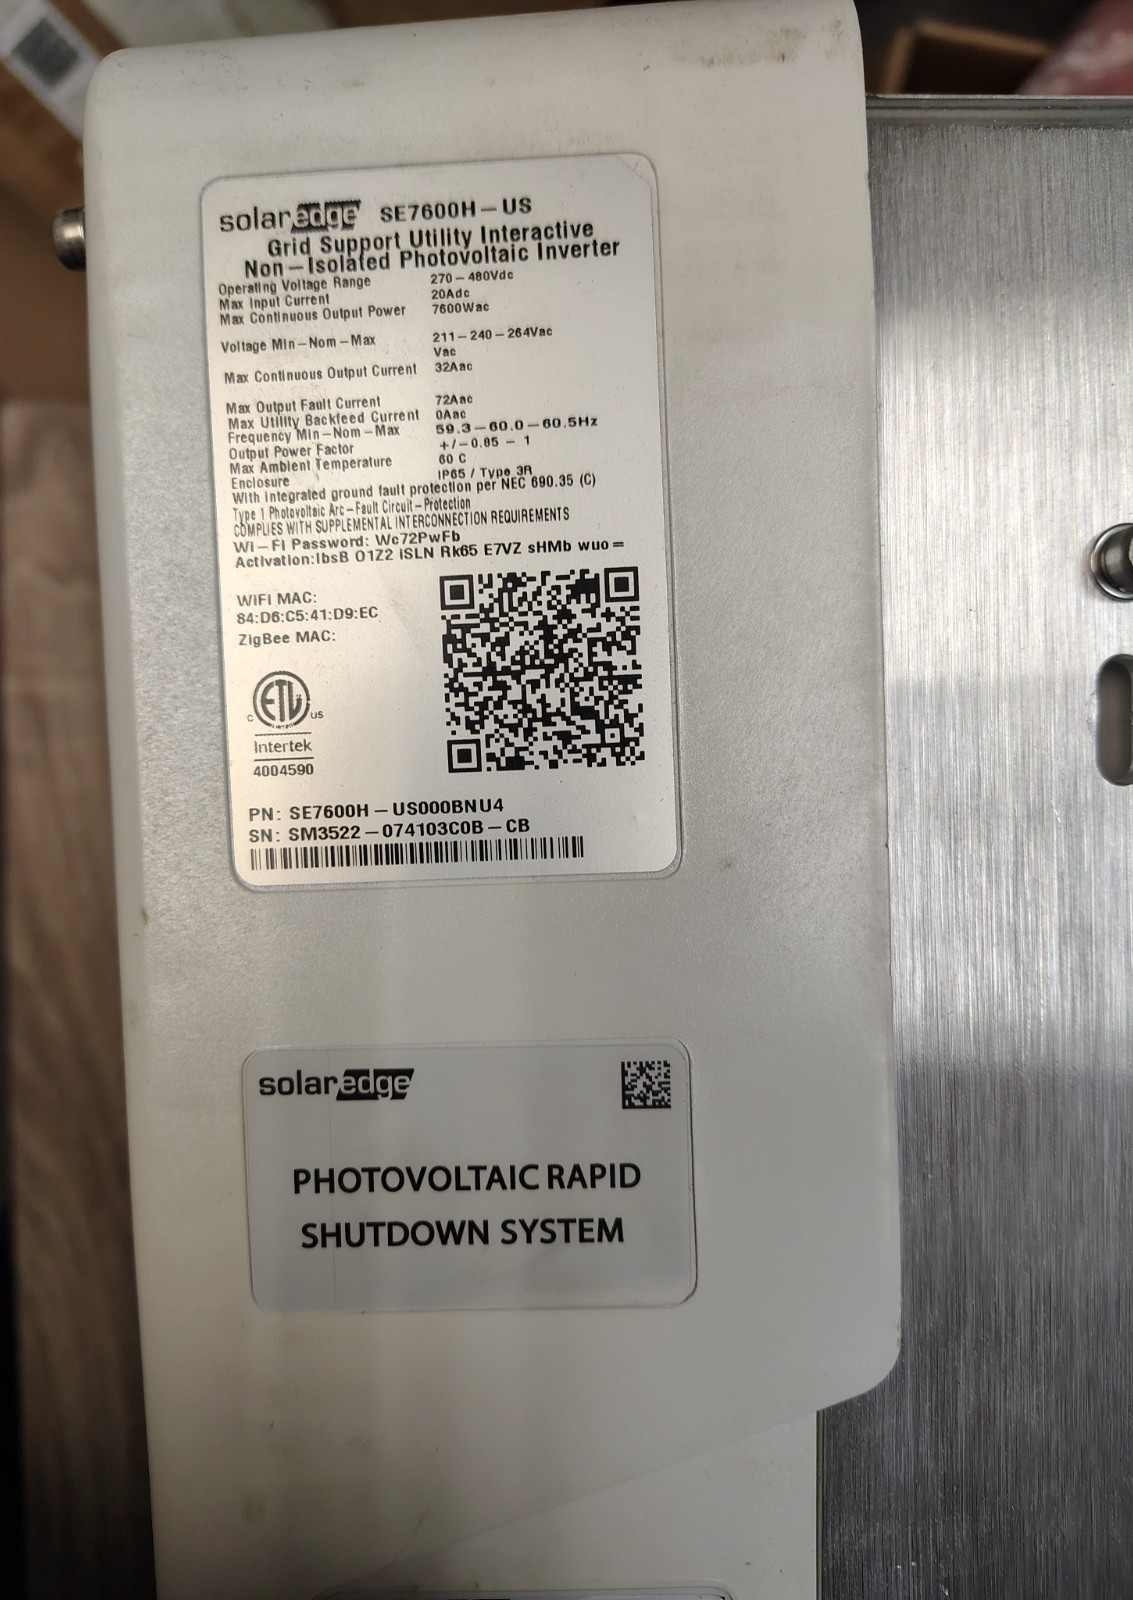 solaredge SE7600H-US
Grid Support Utility Interactive
Non-Isolated Photovoltaic Inverter
Operating Voltage Range 270-480Vdc
Max Input Current 20Adc
Max Continuous Output Power 7600Wac
Voltage Min-Nom-Max 211-240-264Vac
Vac
Max Continuous Output Current 32Aac
Max Output Fault Current 72Aac
Max Utility Backfeed Current 0Aac
Frequency Min-Nom-Max 59.3-60.0-60.5Hz
Output Power Factor +/-0.85 - 1
Max Ambient Temperature 60 C
Enclosure IP65 / Type 3R
With Integrated ground fault protection per NEC 690.35 (C)
Type 1 Photovoltaic Arc-Fault Circuit-Protection
COMPLIES WITH SUPPLEMENTAL INTERCONNECTION REQUIREMENTS
Wi-Fi Password: Wc72PwFb
Activation:IbsB O1Z2 iSLN Rk65 E7VZ sHMb wuo=
WiFi MAC:
84:D6:C5:41:D9:EC
ZigBee MAC:
ETL
C US
Intertek
4004590
PN: SE7600H-US000BNU4
SN: SM3522-074103C0B-CB
solaredge
PHOTOVOLTAIC RAPID
SHUTDOWN SYSTEM